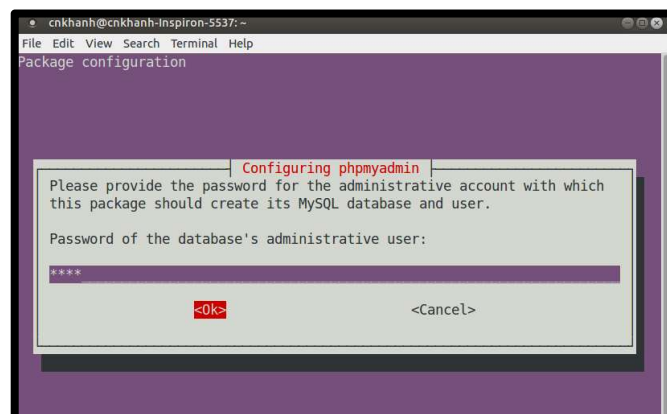 cnkhanh@cnkhanh-Inspiron-5537: ~
File Edit View Search Terminal Help
Package configuration
Configuring phpmyadmin
Please provide the password for the administrative account with which
this package should create its MySQL database and user.
Password of the database's administrative user:
****
<Ok> <Cancel>